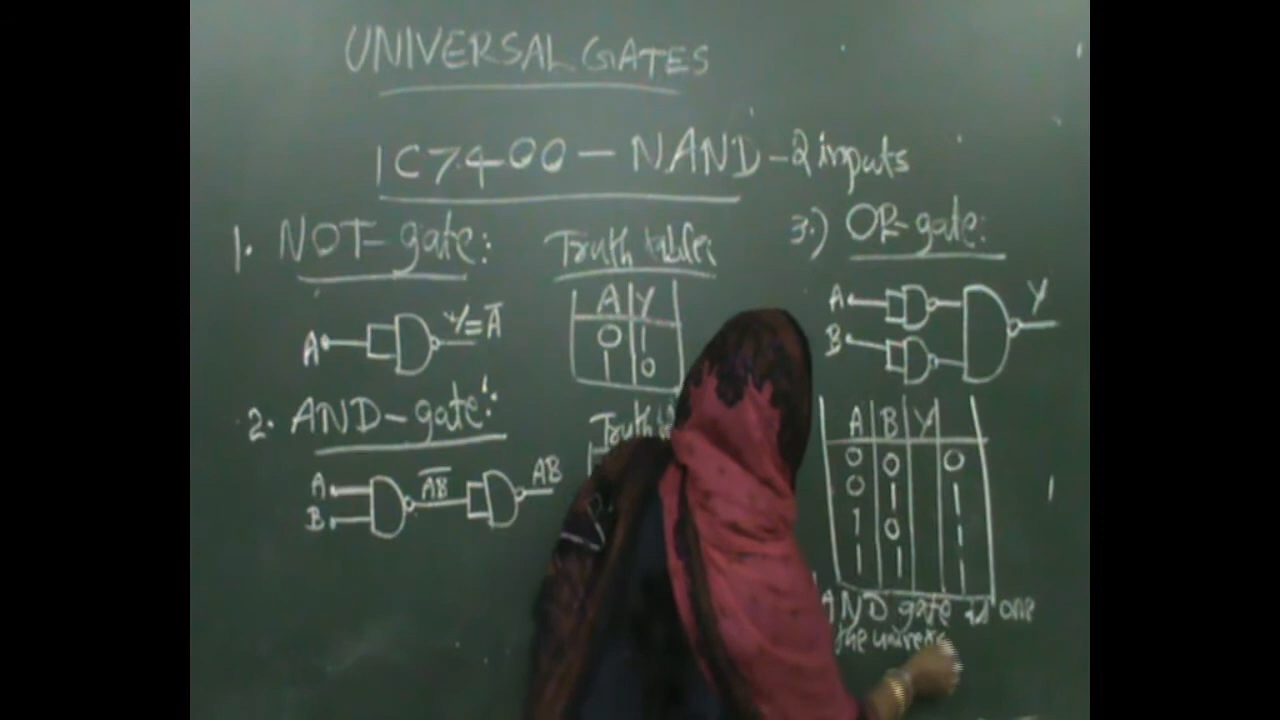 UNIVERSAL GATES
IC7400 - NAND - 2 inputs
1. NOT-gate:
A
Y=A̅
Truth table:
A Y
0 1
1 0
2. AND-gate:
A
B
A̅B̅
AB
Truth
3.) OR-gate:
A
B
Y
A B Y
0 0 0
0 1 1
1 0 1
1 1 1
AND gate is one
the univers